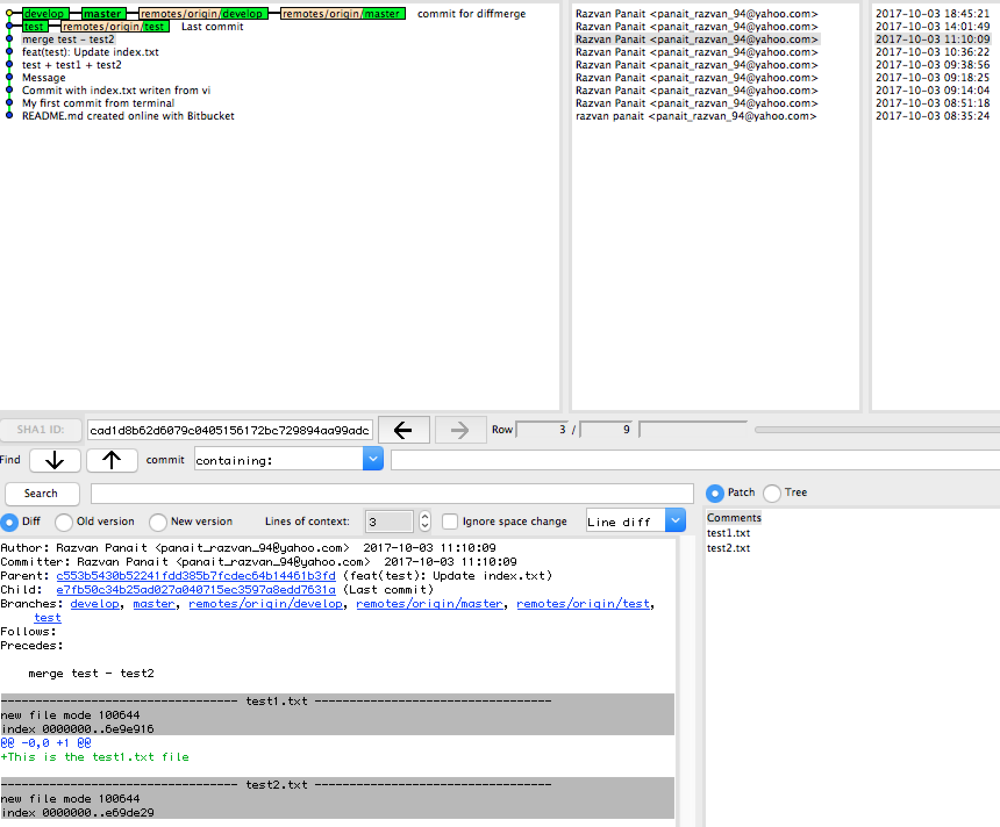 develop master remotes/origin/develop remotes/origin/master commit for diffmerge Razvan Panait <panait_razvan_94@yahoo.com> 2017-10-03 18:45:21
test remotes/origin/test Last commit Razvan Panait <panait_razvan_94@yahoo.com> 2017-10-03 14:01:49
merge test - test2 Razvan Panait <panait_razvan_94@yahoo.com> 2017-10-03 11:10:09
feat(test): Update index.txt Razvan Panait <panait_razvan_94@yahoo.com> 2017-10-03 10:36:22
test + test1 + test2 Razvan Panait <panait_razvan_94@yahoo.com> 2017-10-03 09:38:56
Message Razvan Panait <panait_razvan_94@yahoo.com> 2017-10-03 09:18:25
Commit with index.txt writen from vi Razvan Panait <panait_razvan_94@yahoo.com> 2017-10-03 09:14:04
My first commit from terminal Razvan Panait <panait_razvan_94@yahoo.com> 2017-10-03 08:51:18
README.md created online with Bitbucket razvan panait <panait_razvan_94@yahoo.com> 2017-10-03 08:35:24
SHA1 ID: cad1d8b62d6079c0405156172bc729894aa99adc Row 3 / 9
Find commit containing:
Search Patch Tree
Diff Old version New version Lines of context: 3 Ignore space change Line diff
Comments
test1.txt
test2.txt
Author: Razvan Panait <panait_razvan_94@yahoo.com> 2017-10-03 11:10:09
Committer: Razvan Panait <panait_razvan_94@yahoo.com> 2017-10-03 11:10:09
Parent: c553b5430b52241fdd385b7fcdec64b14461b3fd (feat(test): Update index.txt)
Child: e7fb50c34b25ad027a040715ec3597a8edd7631a (Last commit)
Branches: develop, master, remotes/origin/develop, remotes/origin/master, remotes/origin/test,
test
Follows:
Precedes:
merge test - test2
---------------------------------- test1.txt ----------------------------------
new file mode 100644
index 0000000..6e9e916
@@ -0,0 +1 @@
+This is the test1.txt file
---------------------------------- test2.txt ----------------------------------
new file mode 100644
index 0000000..e69de29